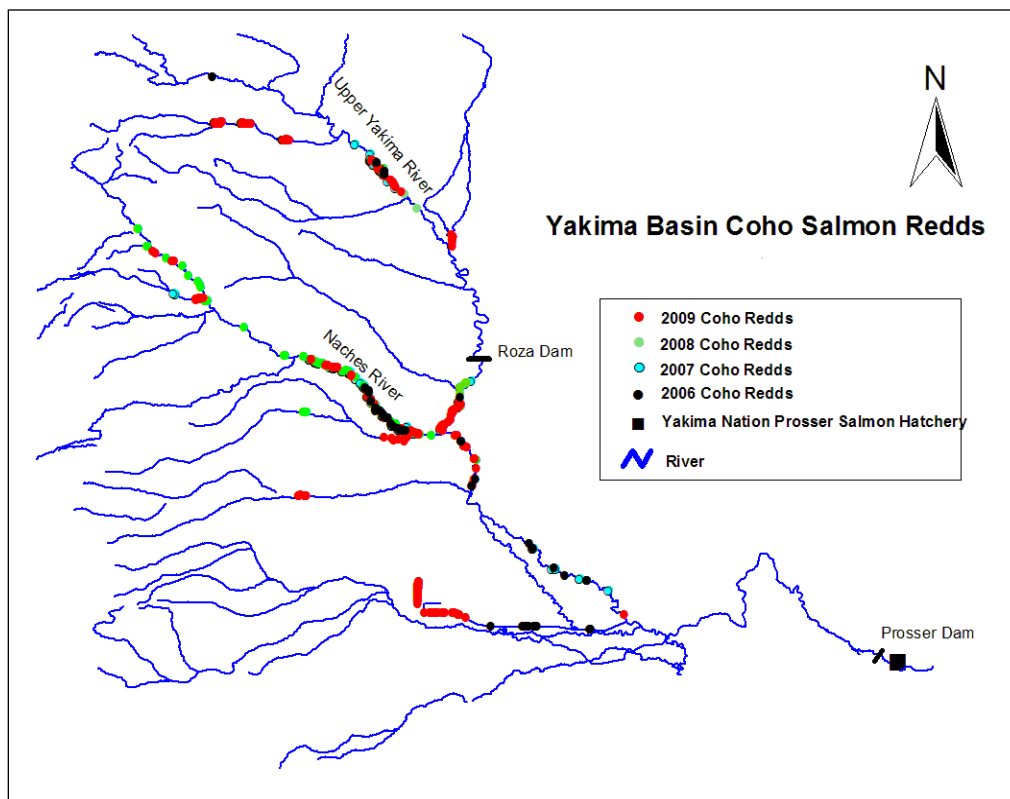 N
Upper Yakima River
Yakima Basin Coho Salmon Redds
2009 Coho Redds
2008 Coho Redds
2007 Coho Redds
2006 Coho Redds
Yakima Nation Prosser Salmon Hatchery
River
Roza Dam
Naches River
Prosser Dam